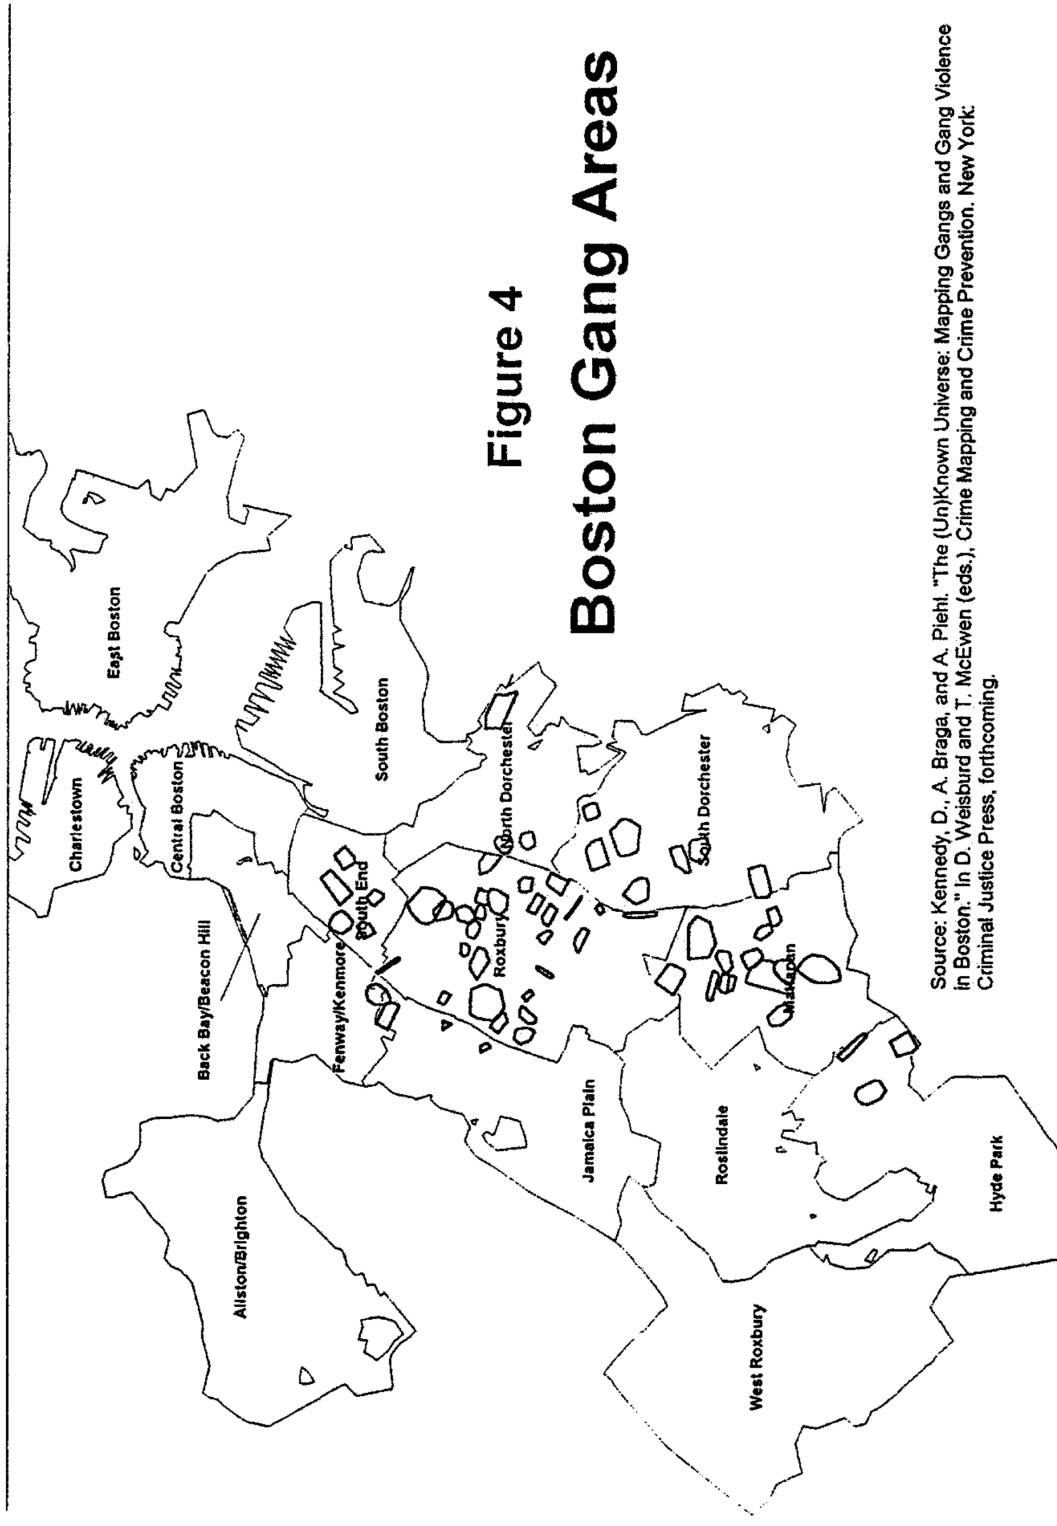 Figure 4
Boston Gang Areas
Charlestown
East Boston
Central Boston
Back Bay/Beacon Hill
South Boston
Allston/Brighton
Fenway/Kenmore
South End
North Dorchester
Roxbury
Jamaica Plain
South Dorchester
Roslindale
Mattapan
West Roxbury
Hyde Park
Source: Kennedy, D., A. Braga, and A. Piehl. "The (Un)Known Universe: Mapping Gangs and Gang Violence
in Boston." In D. Weisburd and T. McEwen (eds.), Crime Mapping and Crime Prevention. New York:
Criminal Justice Press, forthcoming.